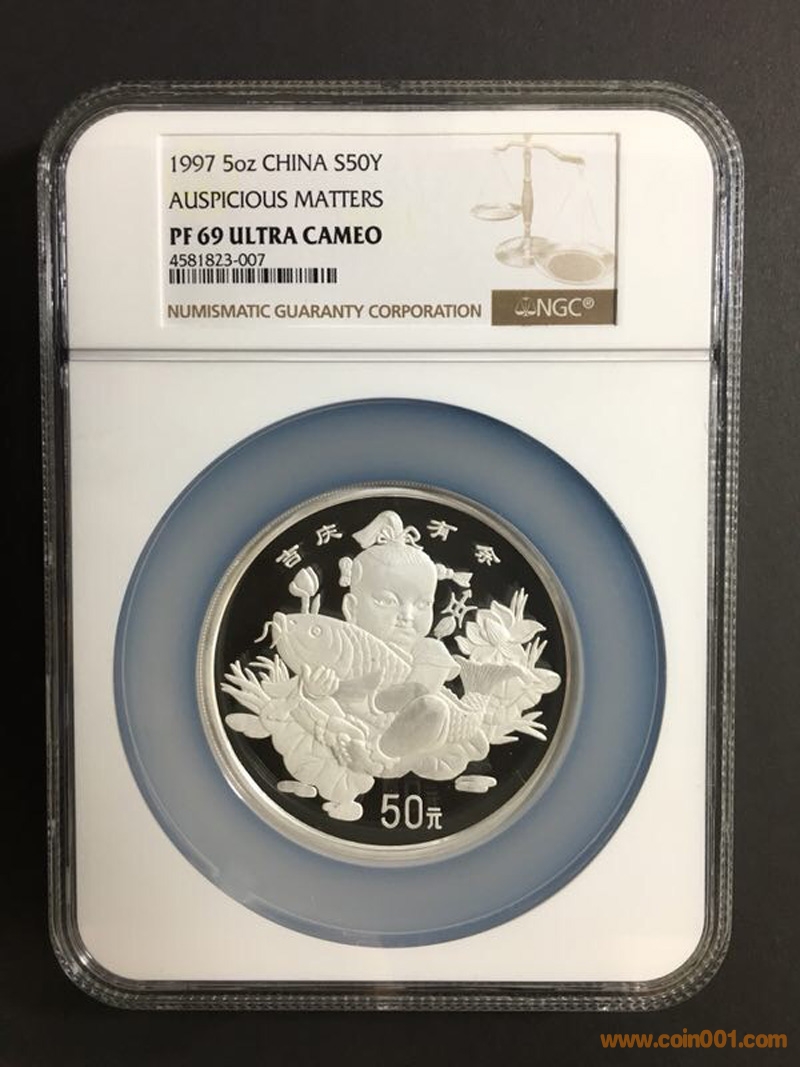 1997 5oz CHINA S50Y
AUSPICIOUS MATTERS
PF 69 ULTRA CAMEO
4581823-007
NUMISMATIC GUARANTY CORPORATION
NGC®
吉庆有余
50元
www.coin001.com